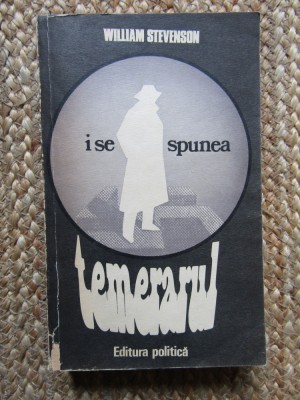 WILLIAM STEVENSON
i se spunea
temerarul
Editura politică